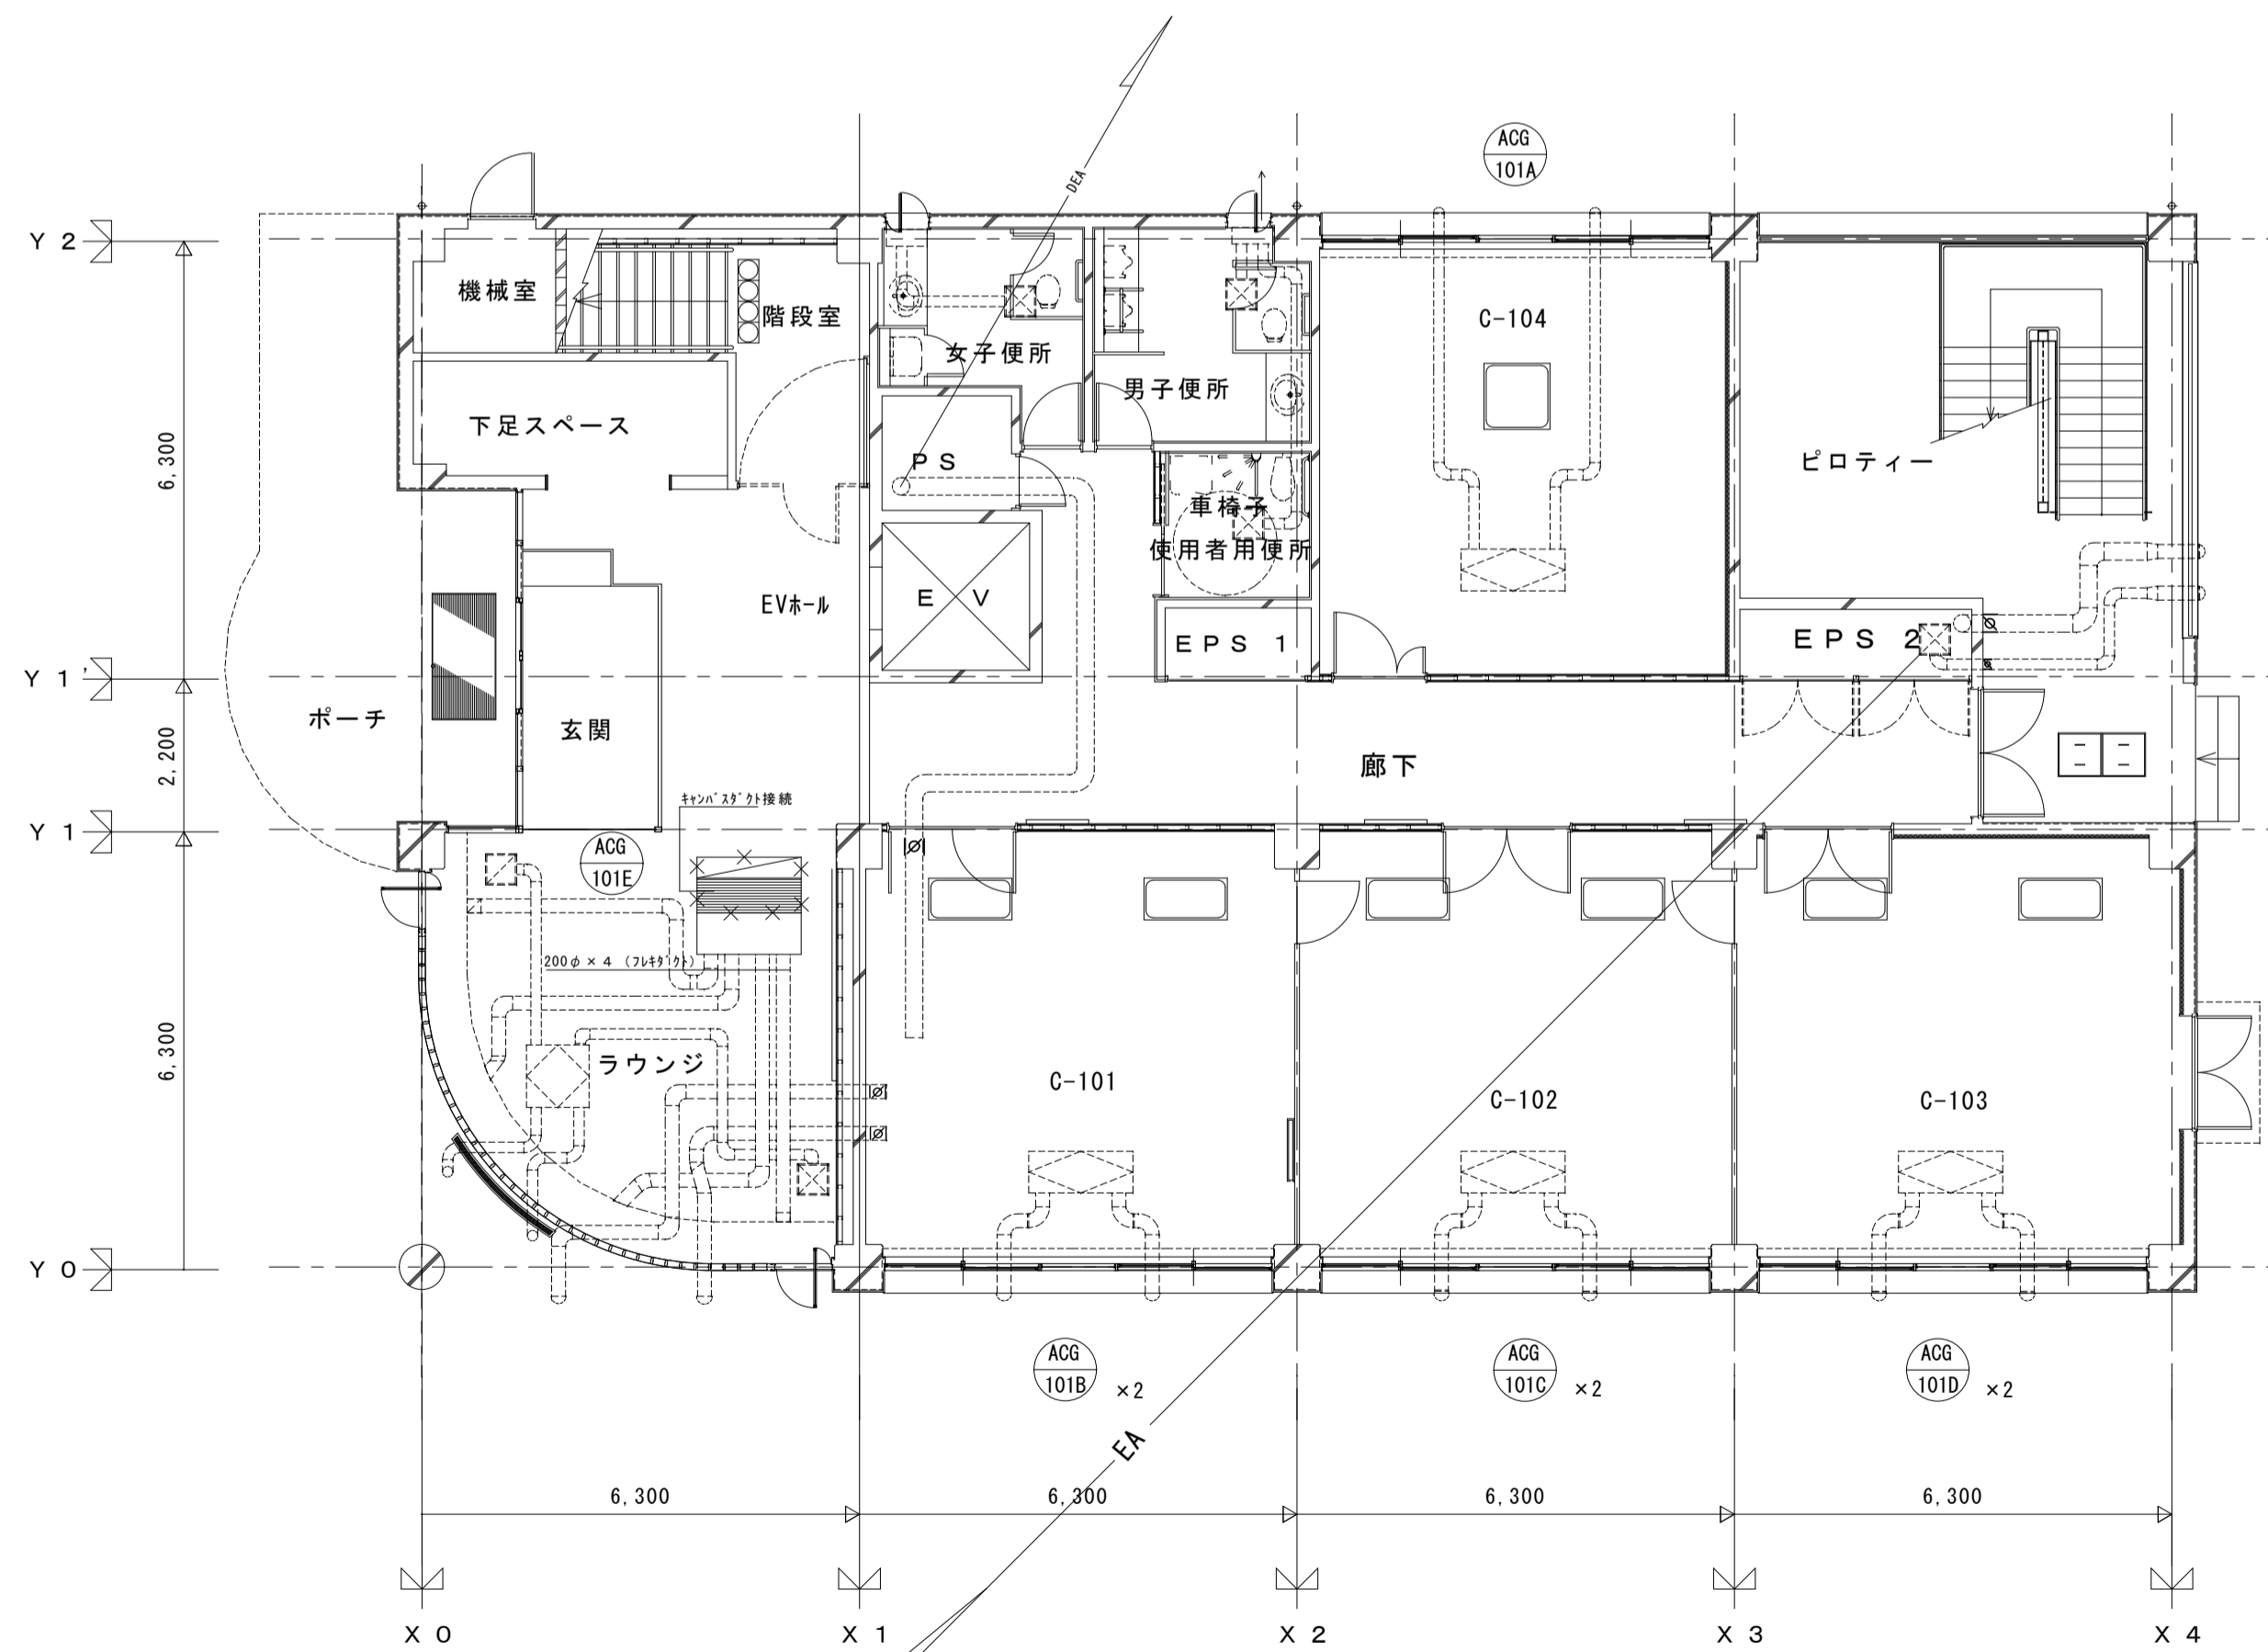 ACG
101A
DEA
Y 2
機械室
階段室
C-104
女子便所
男子便所
下足スペース
6,300
PS
ピロティー
車椅子
使用者用便所
EVホール
E V
EPS 1
EPS 2
Y 1'
ポーチ
玄関
2,200
廊下
キャンバスダクト接続
Y 1
ACG
101E
200φ×4 (フレキダクト)
6,300
ラウンジ
C-101
C-102
C-103
Y 0
ACG
101B
×2
ACG
101C
×2
ACG
101D
×2
EA
6,300
6,300
6,300
6,300
X 0
X 1
X 2
X 3
X 4